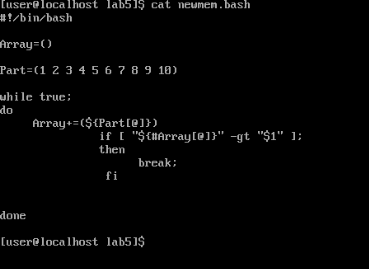 [user@localhost lab5]$ cat newmem.bash
#!/bin/bash
Array=()
Part=(1 2 3 4 5 6 7 8 9 10)
while true;
do
Array+=(${Part[@]})
if [ "${#Array[@]}" -gt "$1" ];
then
break;
fi
done
[user@localhost lab5]$